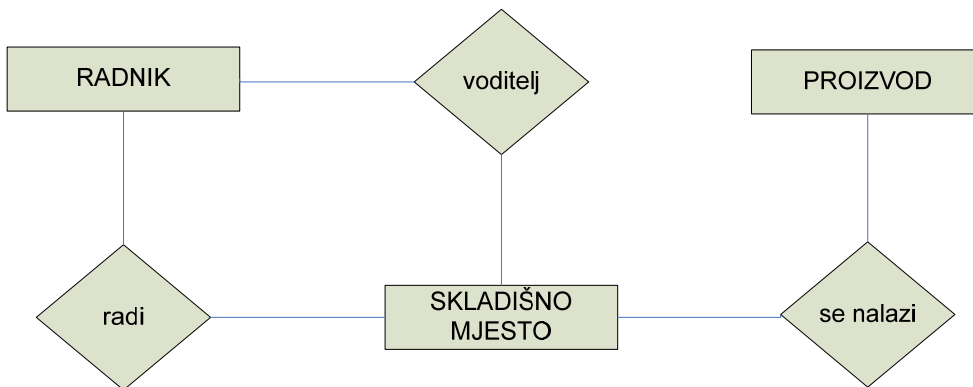 RADNIK
voditelj
PROIZVOD
radi
SKLADIŠNO
MJESTO
se nalazi